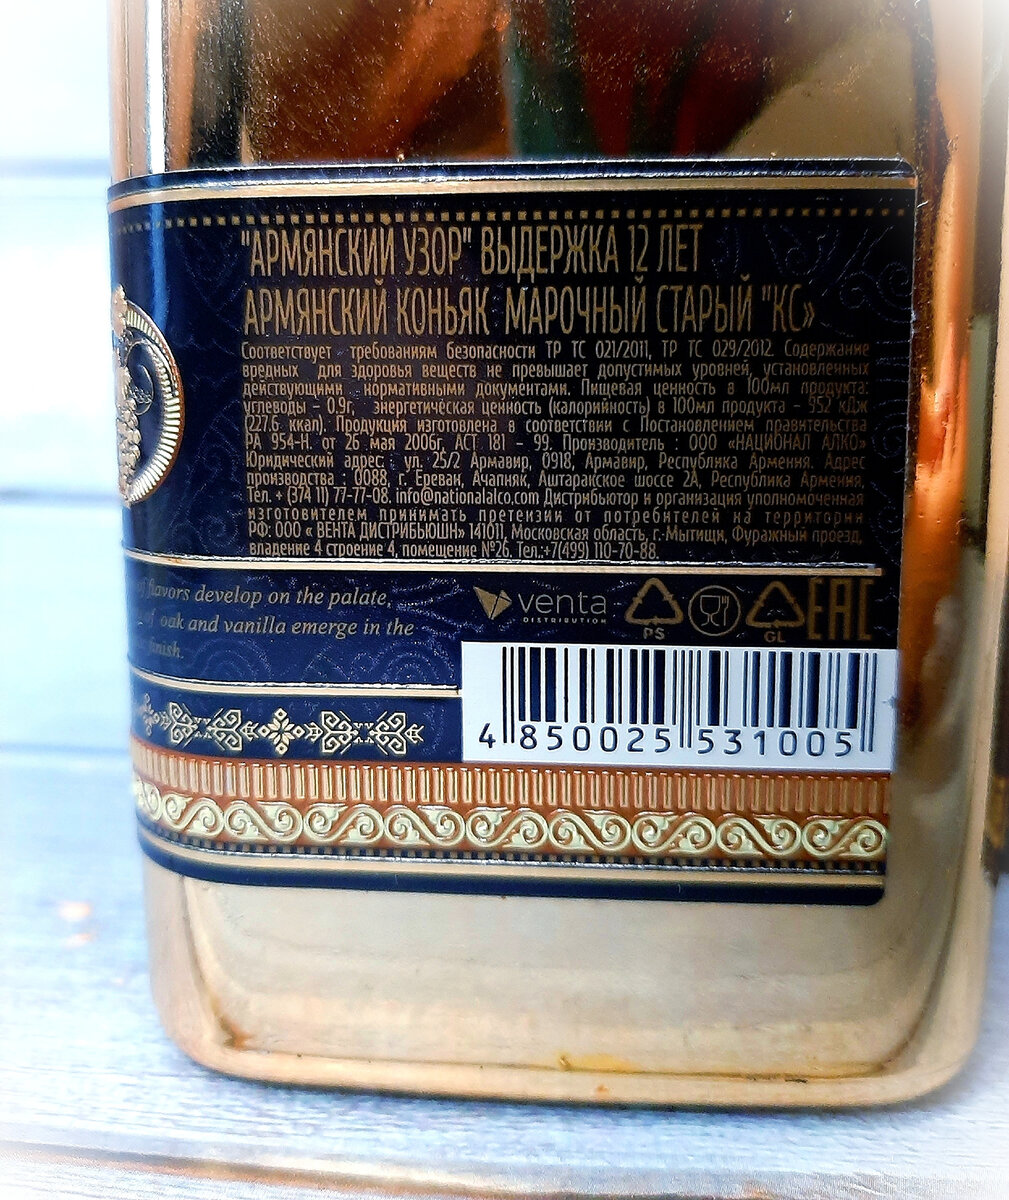 "АРМЯНСКИЙ УЗОР" ВЫДЕРЖКА 12 ЛЕТ
АРМЯНСКИЙ КОНЬЯК МАРОЧНЫЙ СТАРЫЙ "КС»
Соответствует требованиям безопасности ТР ТС 021/2011, ТР ТС 029/2012. Содержание
вредных для здоровья веществ не превышает допустимых уровней, установленных
действующими нормативными документами. Пищевая ценность в 100мл продукта:
углеводы – 0.9г, энергетическая ценность (калорийность) в 100мл продукта – 952 кДж
(227.6 ккал). Продукция изготовлена в соответствии с Постановлением правительства
РА 954-Н. от 26 мая 2006г, АСТ 181 – 99. Производитель : ООО «НАЦИОНАЛ АЛКО»
Юридический адрес: ул. 25/2 Армавир, 0918, Армавир, Республика Армения. Адрес
производства : 0088, г. Ереван, Ачапняк, Аштаракское шоссе 2А, Республика Армения,
Тел. + (374 11) 77-77-08. info@nationalalco.com Дистрибьютор и организация уполномоченная
изготовителем принимать претензии от потребителей на территории
РФ: ООО « ВЕНТА ДИСТРИБЬЮШН» 141011, Московская область, г. Мытищи, Фуражный проезд,
владение 4 строение 4, помещение №26. Тел.:+7(499) 110-70-88.
flavors develop on the palate,
of oak and vanilla emerge in the
finish.
venta
DISTRIBUTION
PS
GL
EAC
4 850025 531005